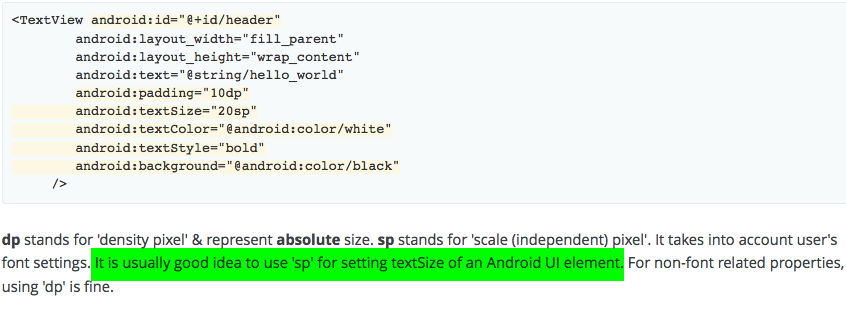 <TextView android:id="@+id/header"
android:layout_width="fill_parent"
android:layout_height="wrap_content"
android:text="@string/hello_world"
android:padding="10dp"
android:textSize="20sp"
android:textColor="@android:color/white"
android:textStyle="bold"
android:background="@android:color/black"
/>
dp stands for 'density pixel' & represent absolute size. sp stands for 'scale (independent) pixel'. It takes into account user's
font settings. It is usually good idea to use 'sp' for setting textSize of an Android UI element. For non-font related properties,
using 'dp' is fine.